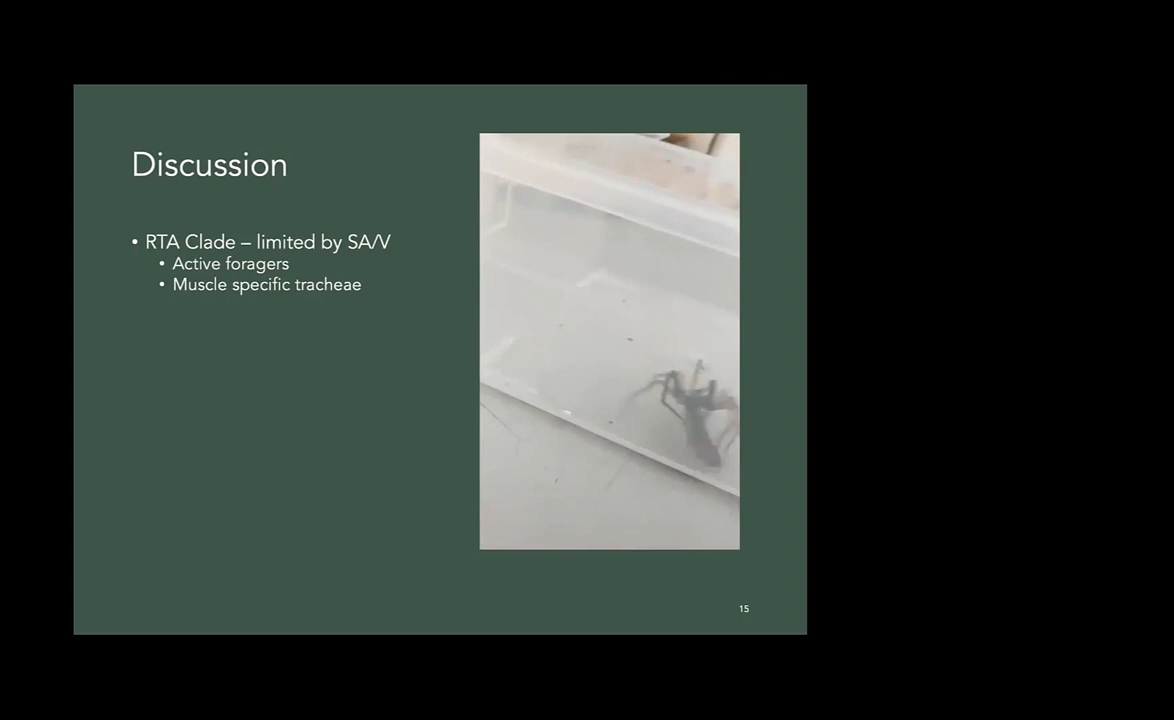 Discussion
• RTA Clade – limited by SA/V
• Active foragers
• Muscle specific tracheae
15